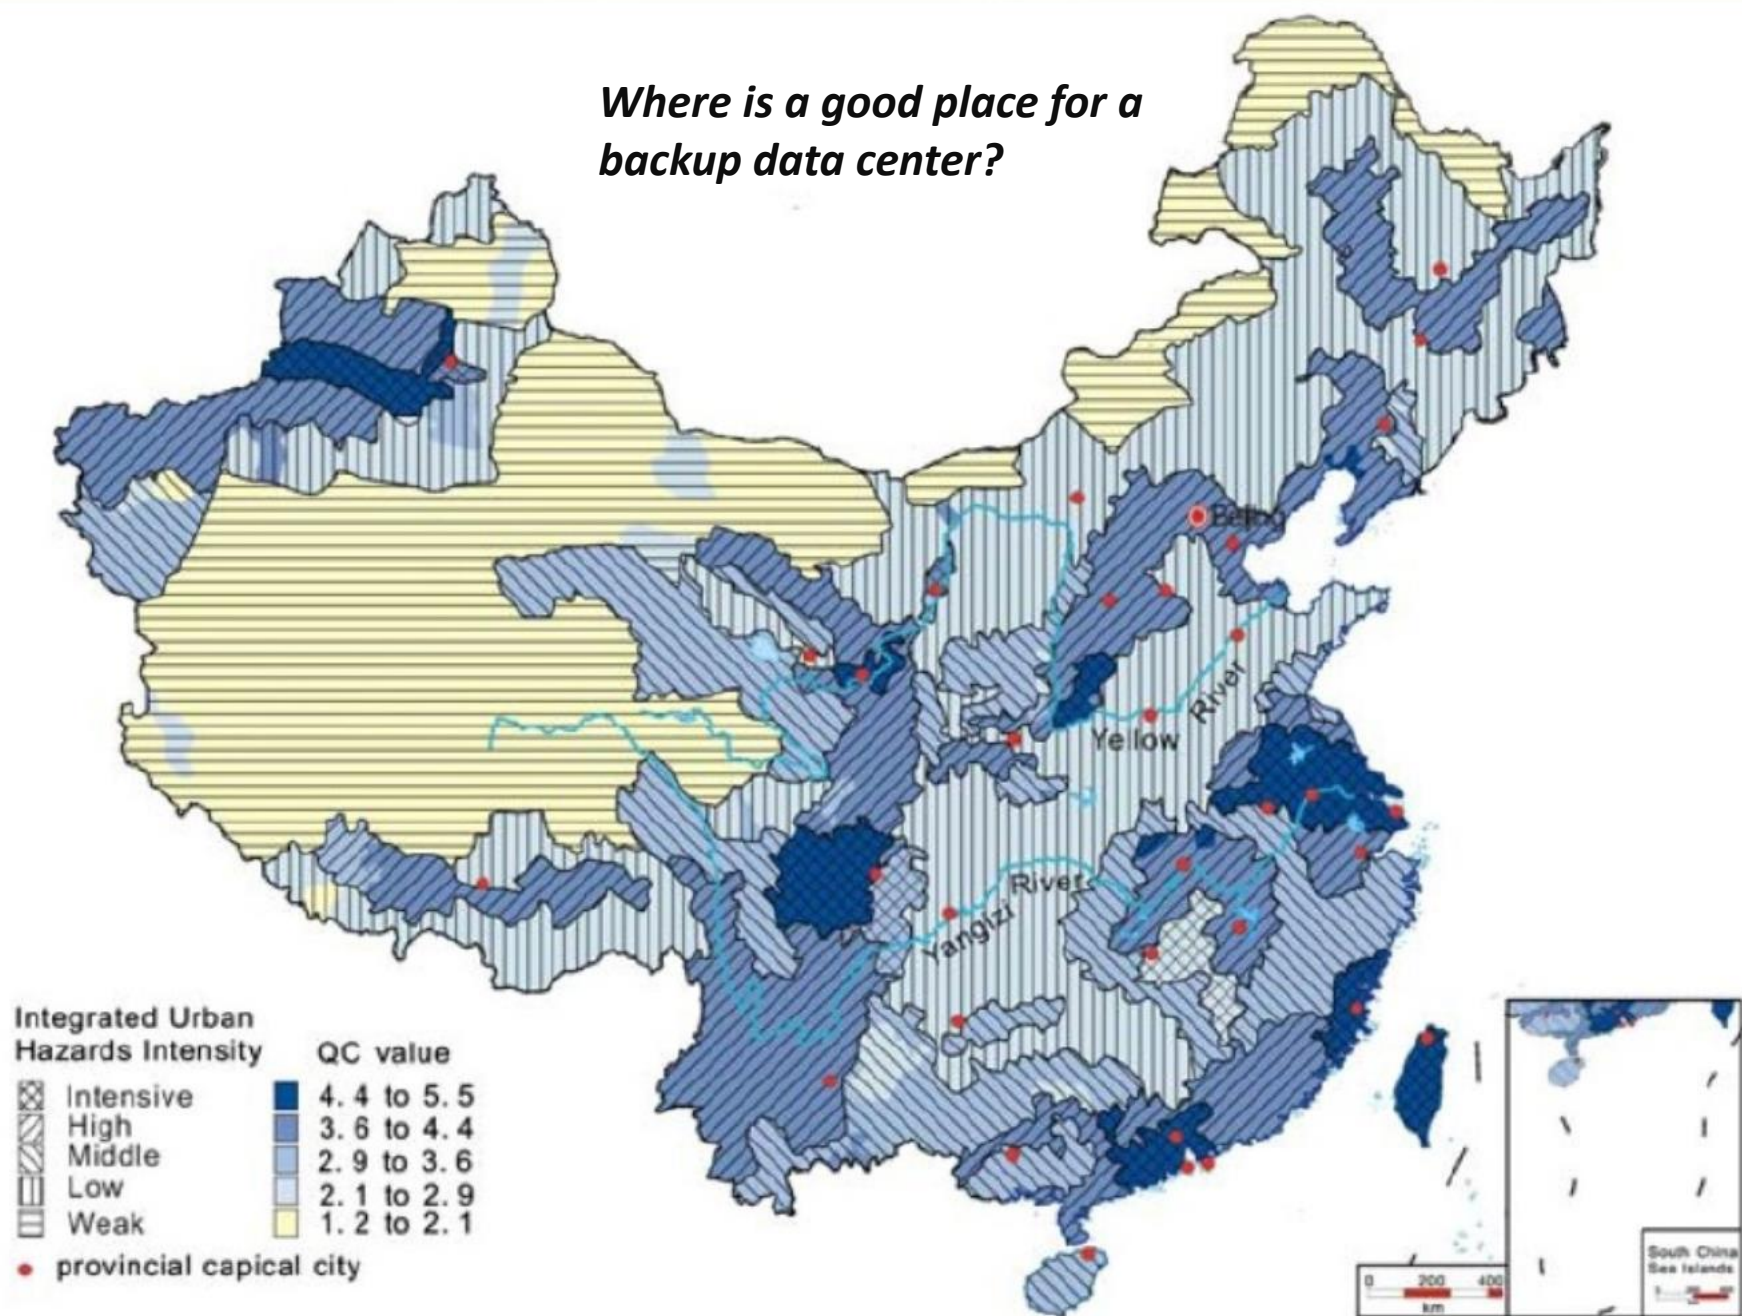 Where is a good place for a
backup data center?
Beijing
Yellow
River
River
Yangizi
Integrated Urban
Hazards Intensity
QC value
Intensive
High
Middle
Low
Weak
4.4 to 5.5
3.6 to 4.4
2.9 to 3.6
2.1 to 2.9
1.2 to 2.1
provincial capical city
0 200 400
km
South China
Sea Islands